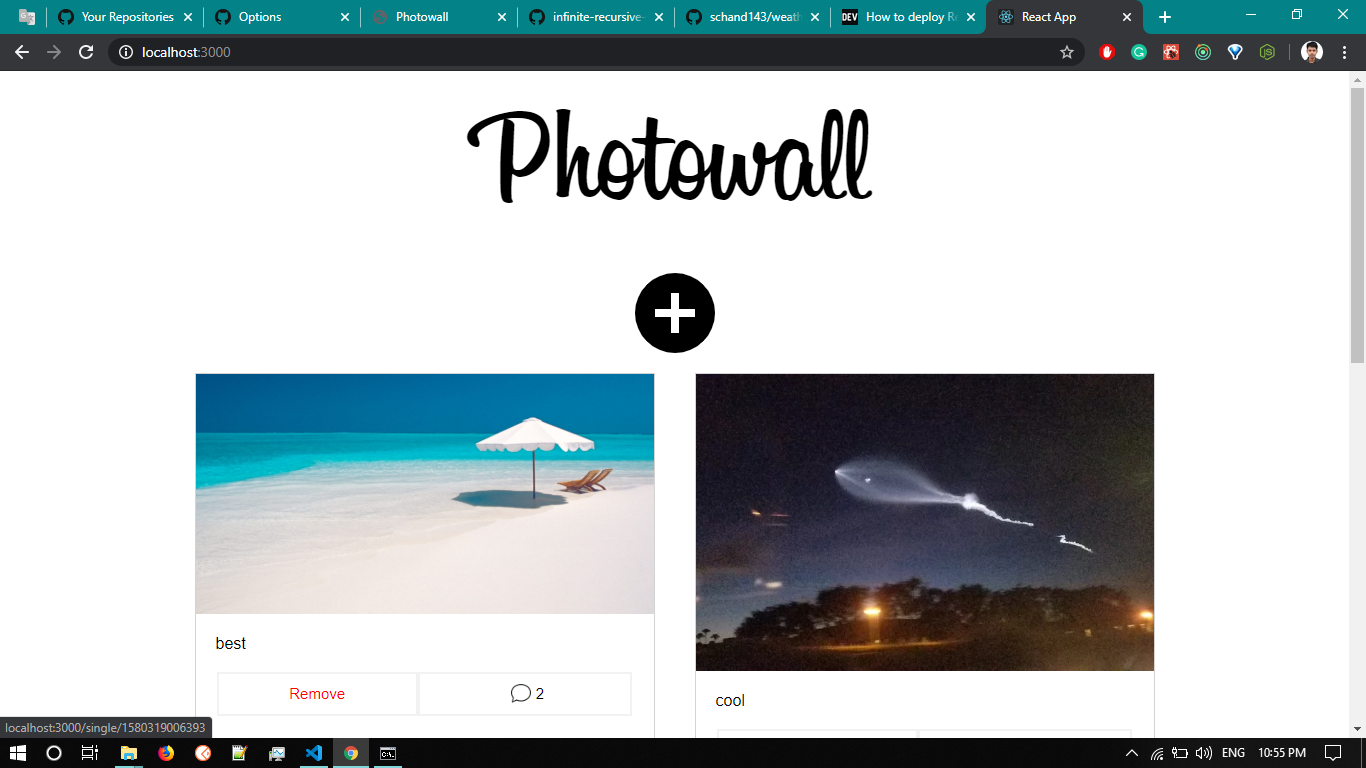 Your Repositories
Options
Photowall
infinite-recursive-
schand143/weath
DEV
How to deploy Re
React App
localhost:3000
Photowall
best
Remove
2
cool
localhost:3000/single/1580319006393
ENG
10:55 PM